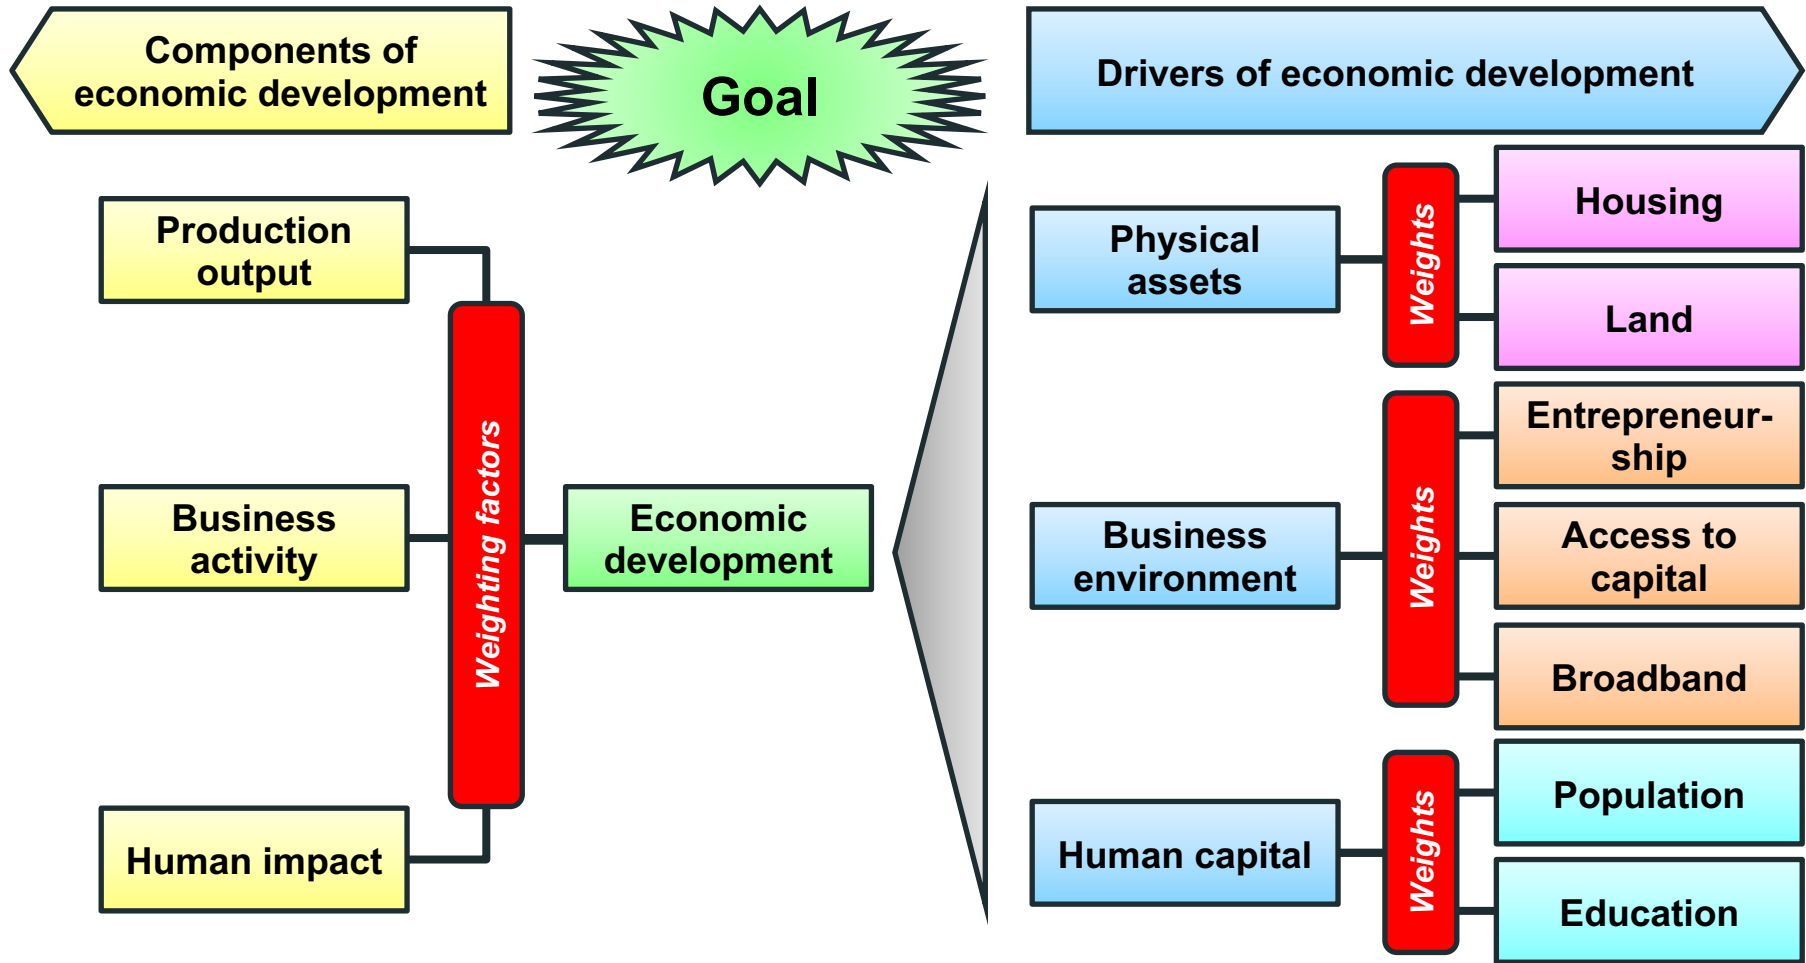 Components of
economic development
Goal
Drivers of economic development
Production
output
Business
activity
Human impact
Weighting factors
Economic
development
Physical
assets
Weights
Housing
Land
Business
environment
Weights
Entrepreneur-
ship
Access to
capital
Broadband
Human capital
Weights
Population
Education